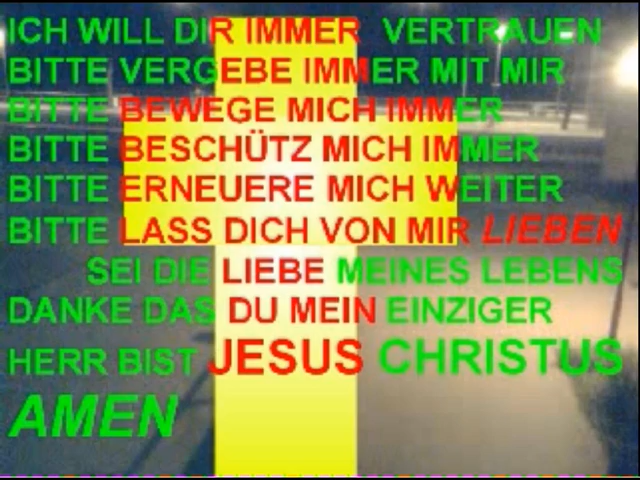 ICH WILL DIR IMMER VERTRAUEN
BITTE VERGEBE IMMER MIT MIR
BITTE BEWEGE MICH IMMER
BITTE BESCHÜTZ MICH IMMER
BITTE ERNEUERE MICH WEITER
BITTE LASS DICH VON MIR LIEBEN
SEI DIE LIEBE MEINES LEBENS
DANKE DAS DU MEIN EINZIGER
HERR BIST JESUS CHRISTUS
AMEN